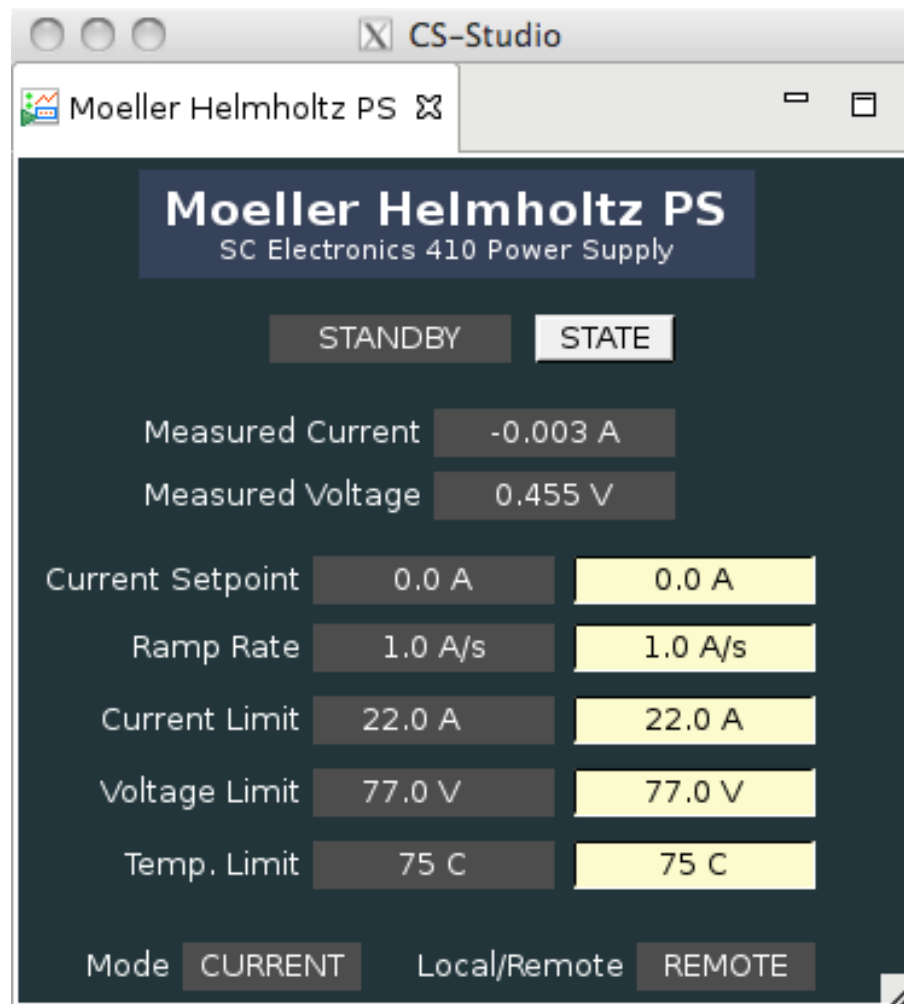 CS-Studio
Moeller Helmholtz PS
Moeller Helmholtz PS
SC Electronics 410 Power Supply
STANDBY STATE
Measured Current -0.003 A
Measured Voltage 0.455 V
Current Setpoint 0.0 A 0.0 A
Ramp Rate 1.0 A/s 1.0 A/s
Current Limit 22.0 A 22.0 A
Voltage Limit 77.0 V 77.0 V
Temp. Limit 75 C 75 C
Mode CURRENT Local/Remote REMOTE